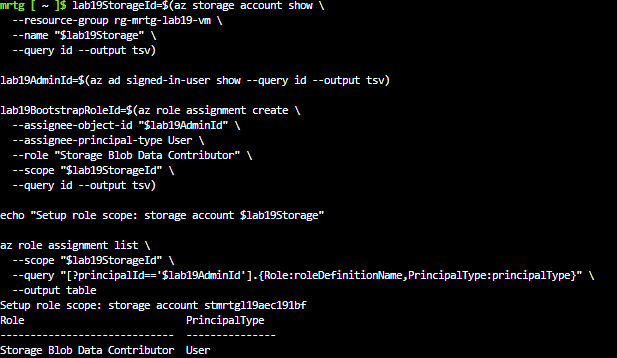 mrtg [ ~ ]$ lab19StorageId=$(az storage account show \
  --resource-group rg-mrtg-lab19-vm \
  --name "$lab19Storage" \
  --query id --output tsv)

lab19AdminId=$(az ad signed-in-user show --query id --output tsv)

lab19BootstrapRoleId=$(az role assignment create \
  --assignee-object-id "$lab19AdminId" \
  --assignee-principal-type User \
  --role "Storage Blob Data Contributor" \
  --scope "$lab19StorageId" \
  --query id --output tsv)

echo "Setup role scope: storage account $lab19Storage"

az role assignment list \
  --scope "$lab19StorageId" \
  --query "[?principalId=='$lab19AdminId'].{Role:roleDefinitionName,PrincipalType:principalType}" \
  --output table
Setup role scope: storage account stmrtgl19aec191bf
Role                           PrincipalType
-----------------------------  ---------------
Storage Blob Data Contributor  User